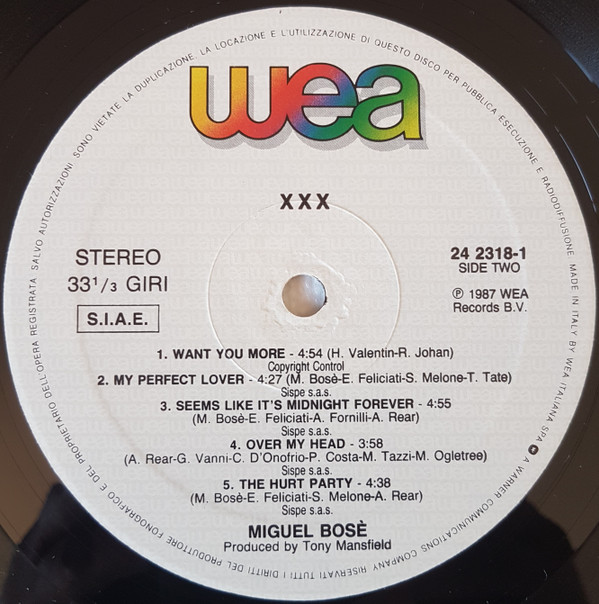 wea
XXX
STEREO
33¹/₃ GIRI
S.I.A.E.
24 2318-1
SIDE TWO
℗ 1987 WEA
Records B.V.
1. WANT YOU MORE - 4:54 (H. Valentin-R. Johan)
Copyright Control
2. MY PERFECT LOVER - 4:27 (M. Bosè-E. Feliciati-S. Melone-T. Tate)
Sispe s.a.s.
3. SEEMS LIKE IT'S MIDNIGHT FOREVER - 4:55
(M. Bosè-E. Feliciati-A. Fornilli-A. Rear)
Sispe s.a.s.
4. OVER MY HEAD - 3:58
(A. Rear-G. Vanni-C. D'Onofrio-P. Costa-M. Tazzi-M. Ogletree)
Sispe s.a.s.
5. THE HURT PARTY - 4:38
(M. Bosè-E. Feliciati-S. Melone-A. Rear)
Sispe s.a.s.
MIGUEL BOSÈ
Produced by Tony Mansfield
MADE IN ITALY BY WEA ITALIANA SPA - A WARNER COMMUNICATIONS COMPANY RISERVATI TUTTI I DIRITTI DEL PRODUTTORE FONOGRAFICO E DEL PROPRIETARIO DELL'OPERA REGISTRATA SALVO AUTORIZZAZIONI SONO VIETATE LA DUPLICAZIONE, LA LOCAZIONE E L'UTILIZZAZIONE DI QUESTO DISCO PER PUBBLICA ESECUZIONE E RADIODIFFUSIONE.